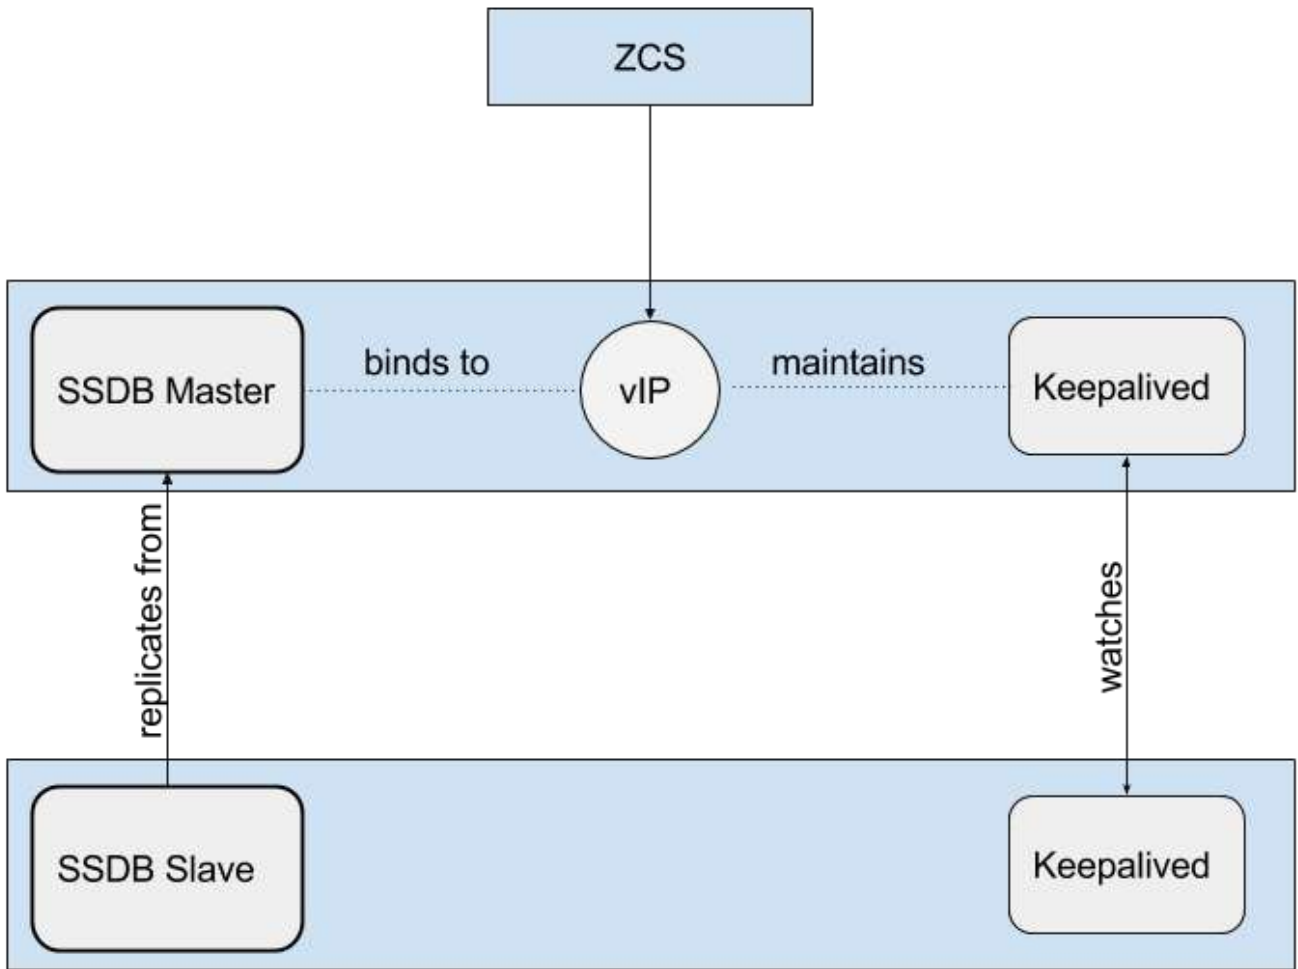 ZCS
SSDB Master
binds to
vIP
maintains
Keepalived
replicates from
watches
SSDB Slave
Keepalived